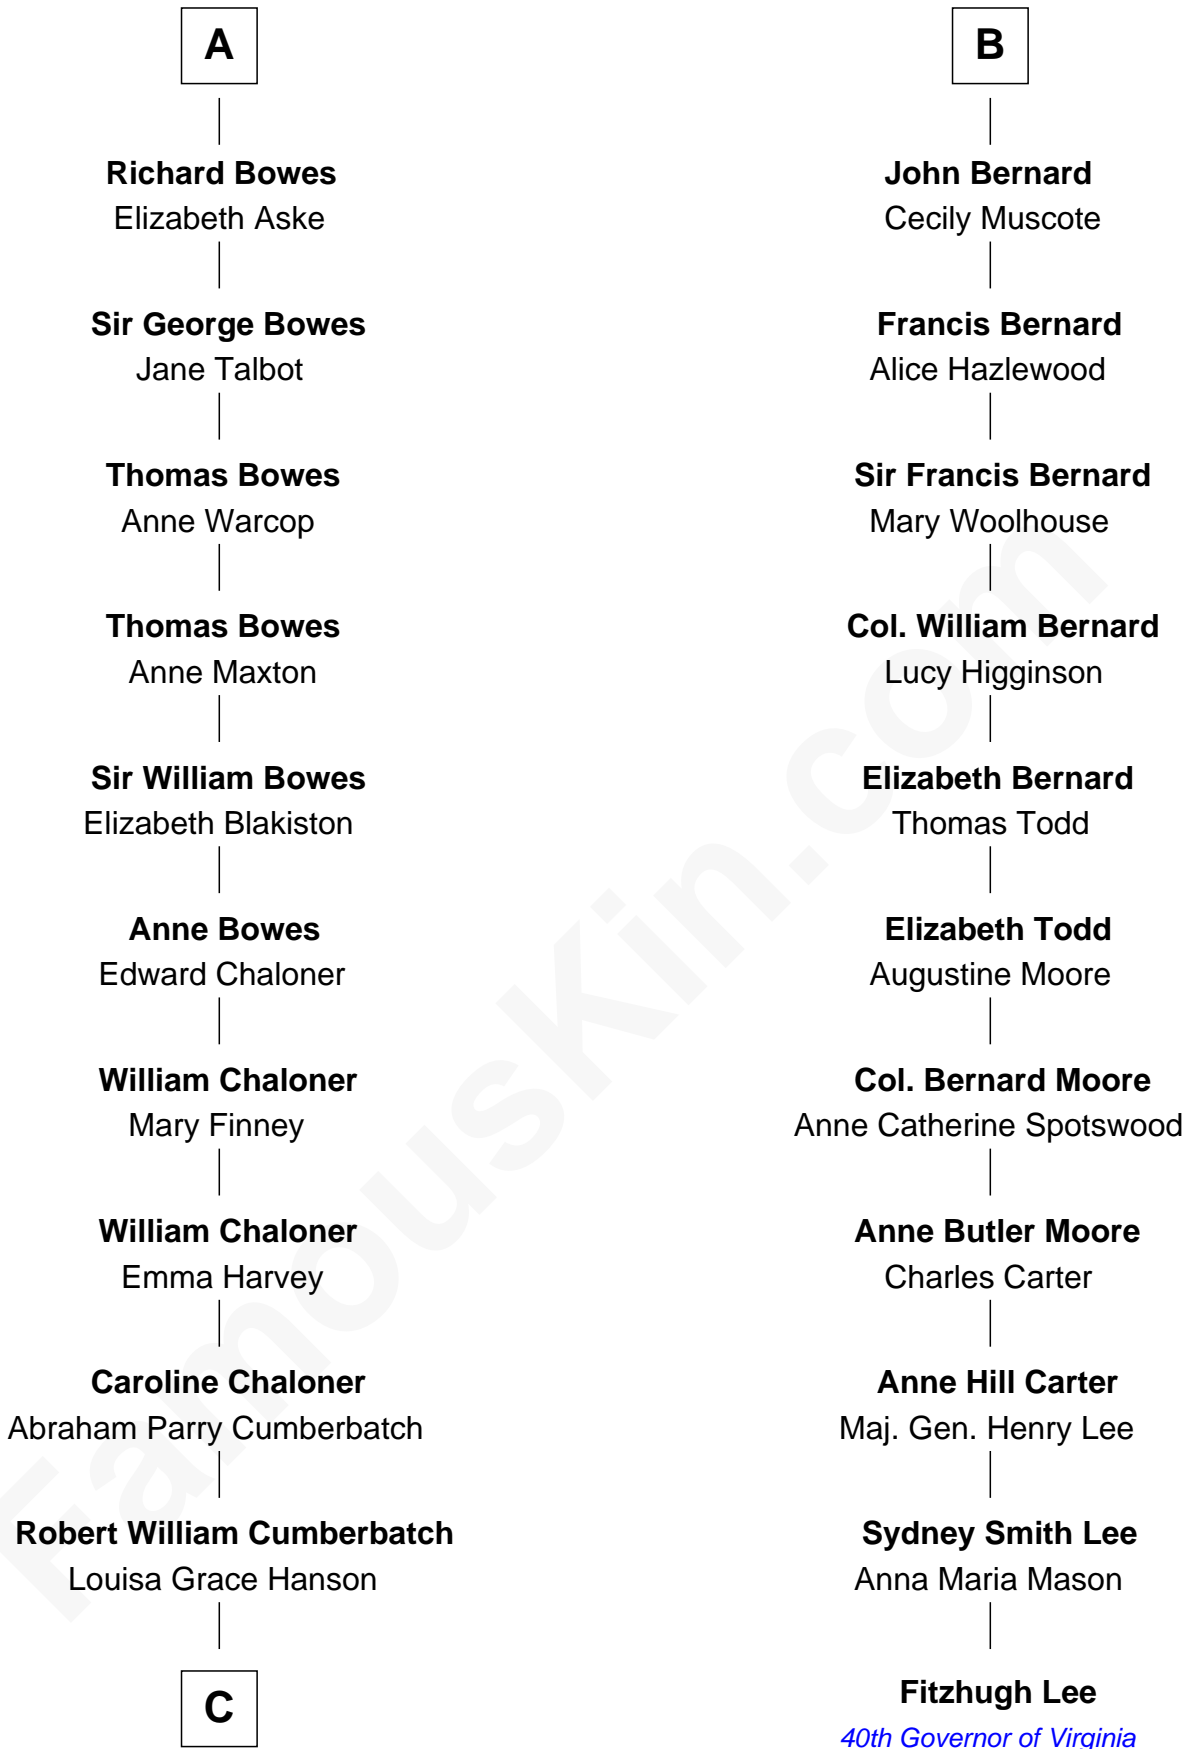 A
Richard Bowes
Elizabeth Aske
Sir George Bowes
Jane Talbot
Thomas Bowes
Anne Warcop
Thomas Bowes
Anne Maxton
Sir William Bowes
Elizabeth Blakiston
Anne Bowes
Edward Chaloner
William Chaloner
Mary Finney
William Chaloner
Emma Harvey
Caroline Chaloner
Abraham Parry Cumberbatch
Robert William Cumberbatch
Louisa Grace Hanson
C
B
John Bernard
Cecily Muscote
Francis Bernard
Alice Hazlewood
Sir Francis Bernard
Mary Woolhouse
Col. William Bernard
Lucy Higginson
Elizabeth Bernard
Thomas Todd
Elizabeth Todd
Augustine Moore
Col. Bernard Moore
Anne Catherine Spotswood
Anne Butler Moore
Charles Carter
Anne Hill Carter
Maj. Gen. Henry Lee
Sydney Smith Lee
Anna Maria Mason
Fitzhugh Lee
40th Governor of Virginia
FamousKin.com